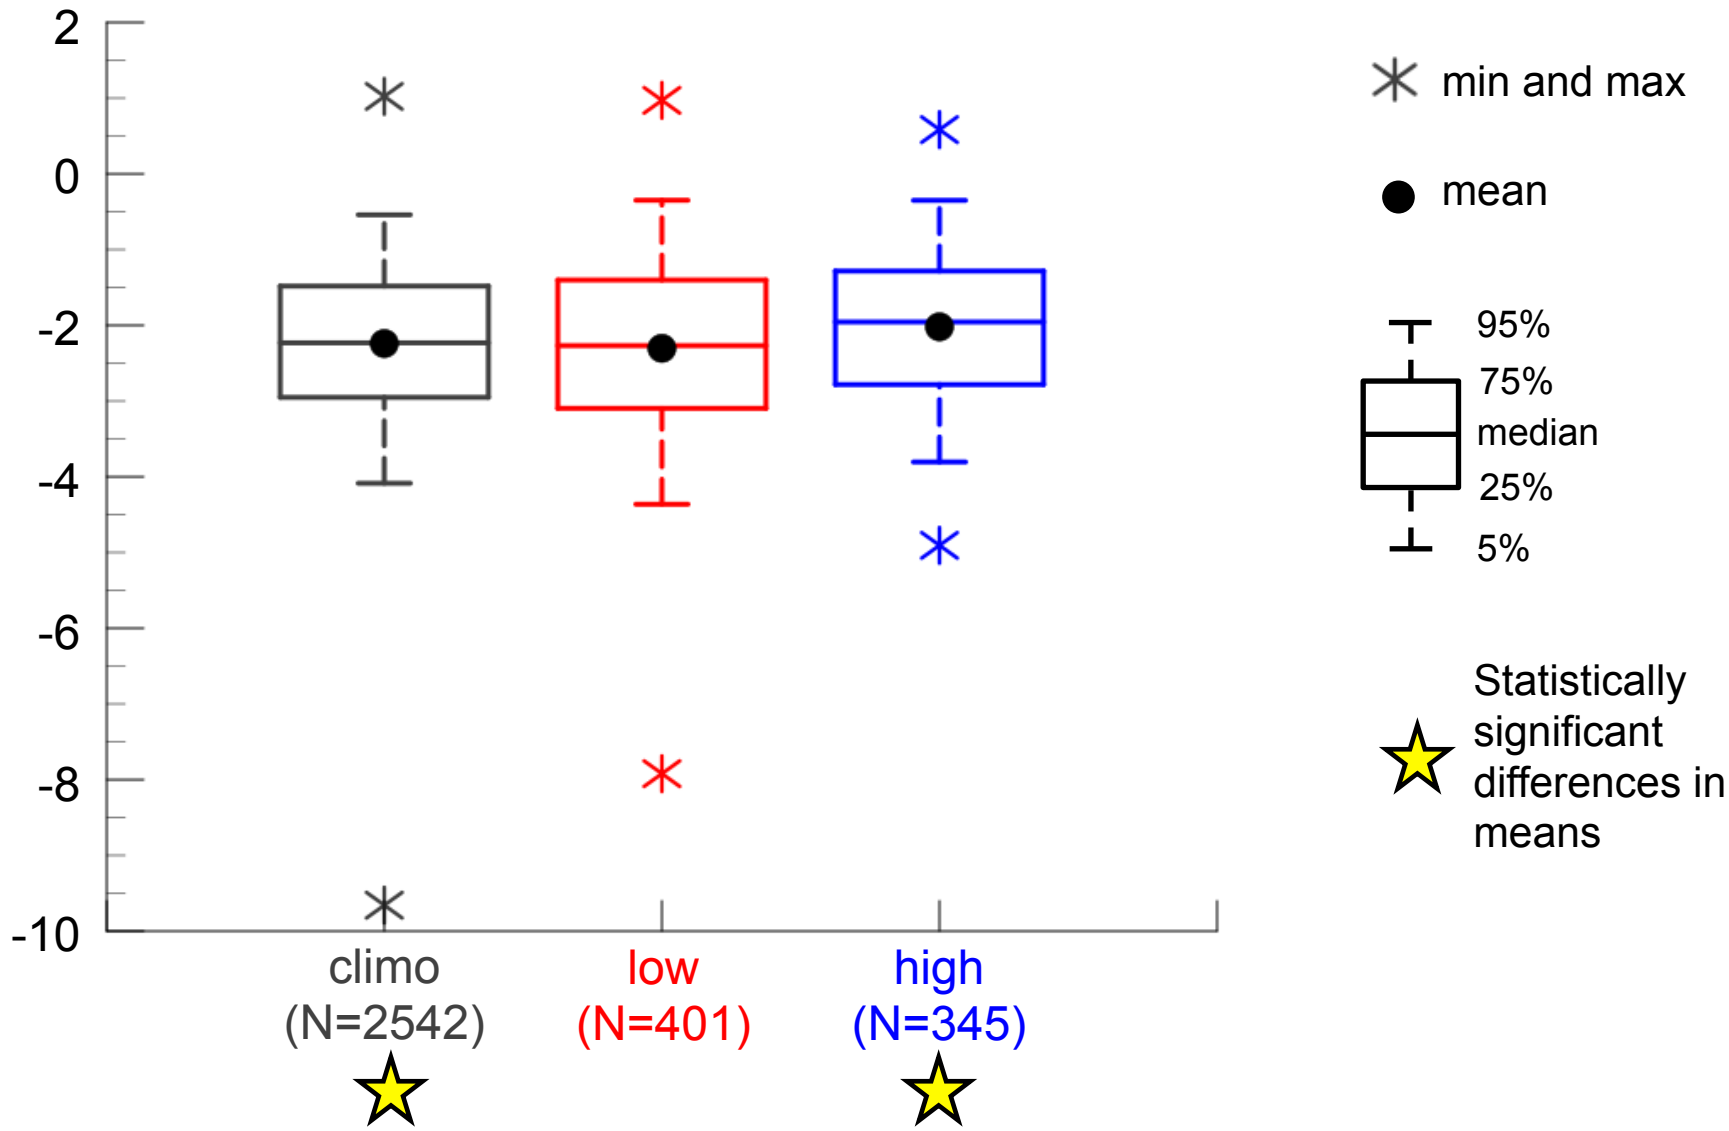 2
0
-2
-4
-6
-8
-10
climo
(N=2542)
low
(N=401)
high
(N=345)
min and max
mean
95%
75%
median
25%
5%
Statistically
significant
differences in
means